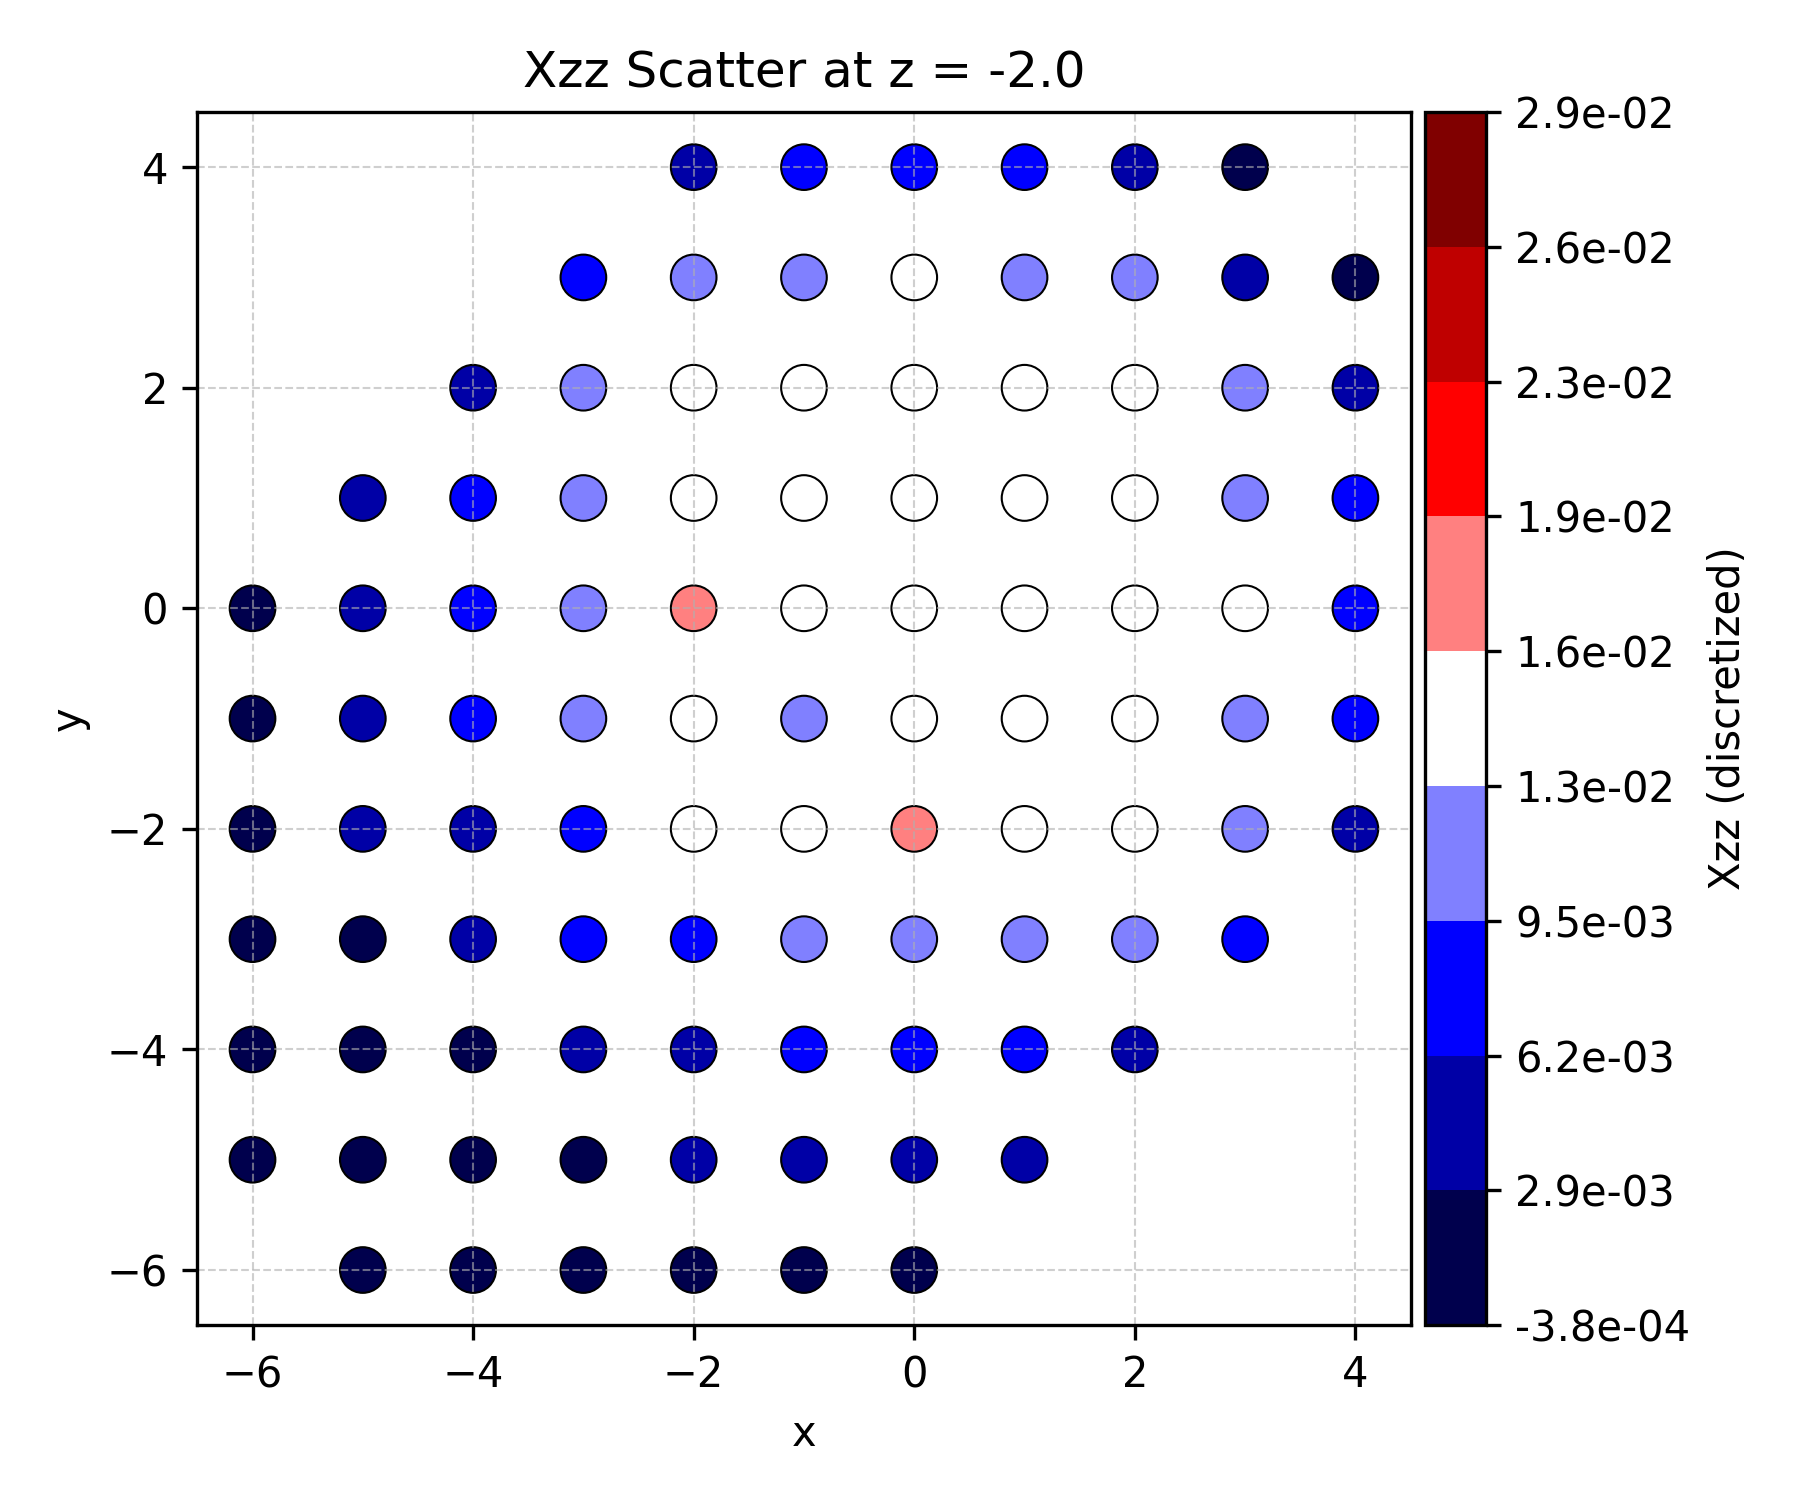 Xzz Scatter at z = -2.0
4
2
0
−2
−4
−6
y
−6
−4
−2
0
2
4
x
2.9e-02
2.6e-02
2.3e-02
1.9e-02
1.6e-02
1.3e-02
9.5e-03
6.2e-03
2.9e-03
-3.8e-04
Xzz (discretized)